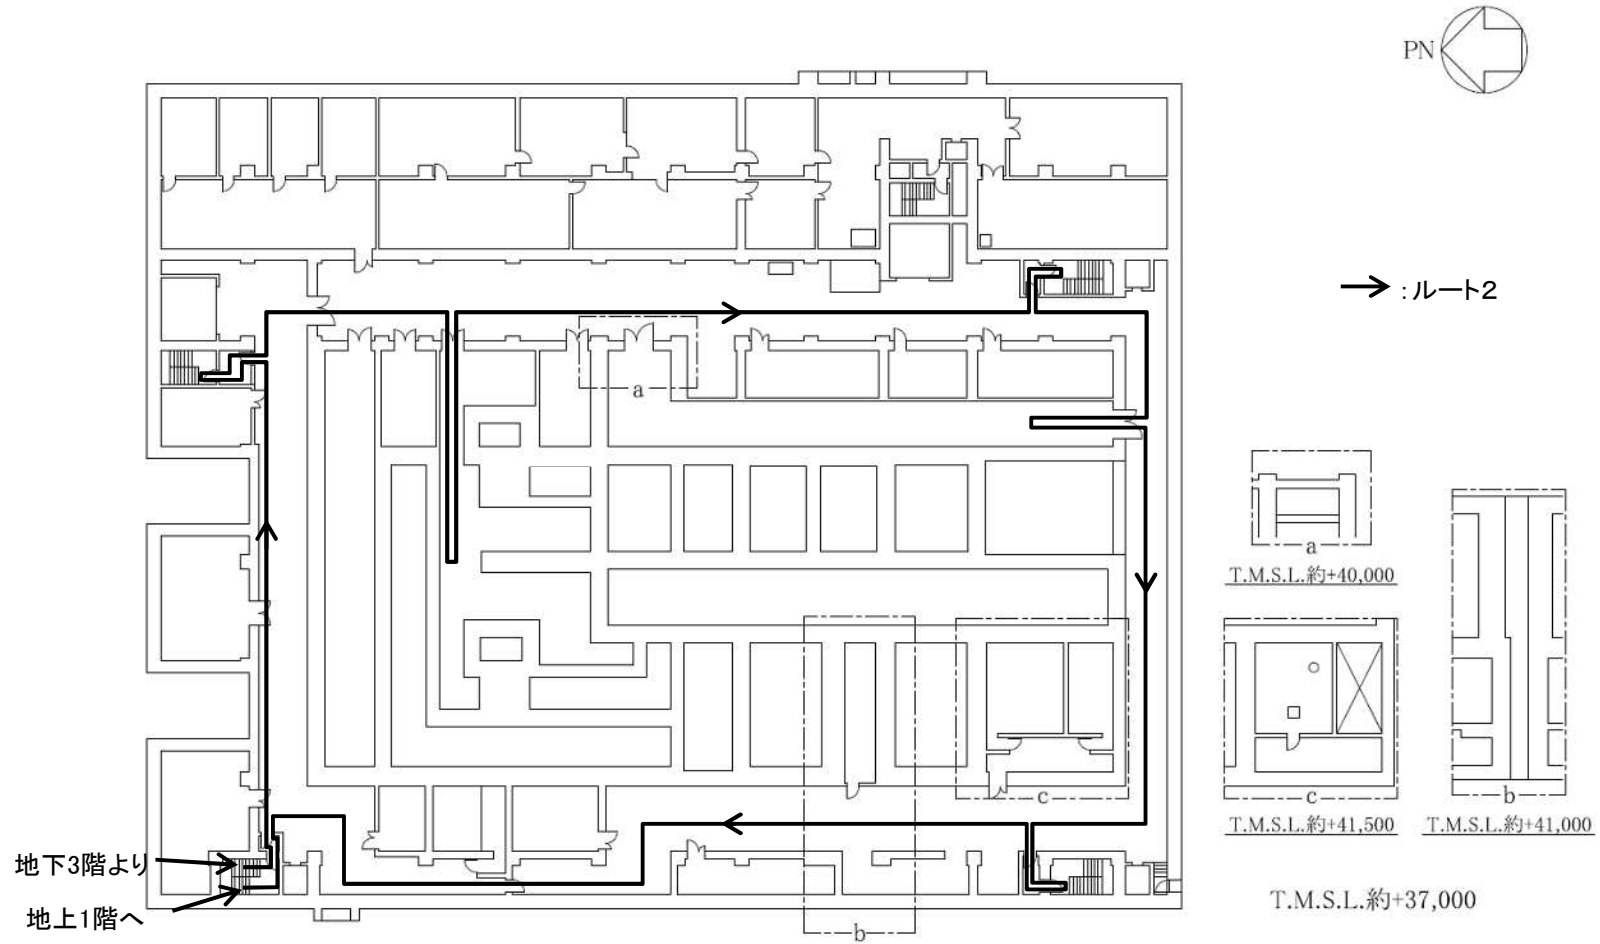 PN
: ルート2
a
a
T.M.S.L.約+40,000
c
c
T.M.S.L.約+41,500
b
b
T.M.S.L.約+41,000
地下3階より
地上1階へ
T.M.S.L.約+37,000